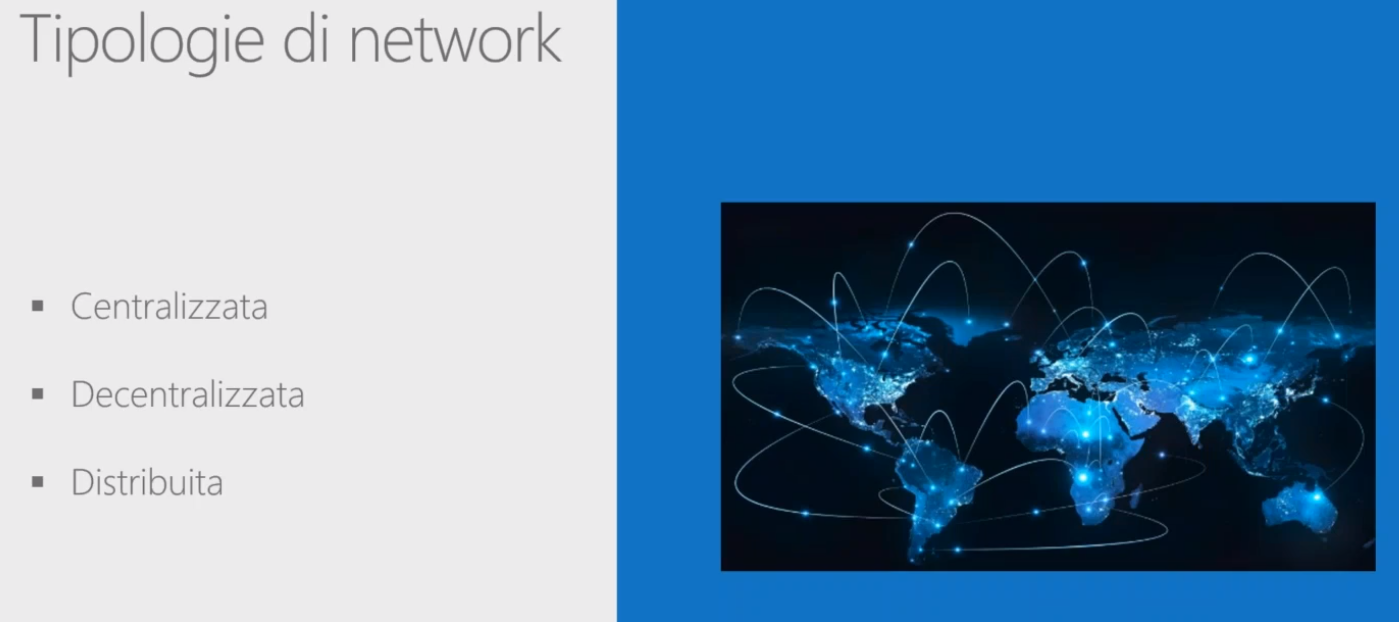 Tipologie di network
▪ Centralizzata
▪ Decentralizzata
▪ Distribuita